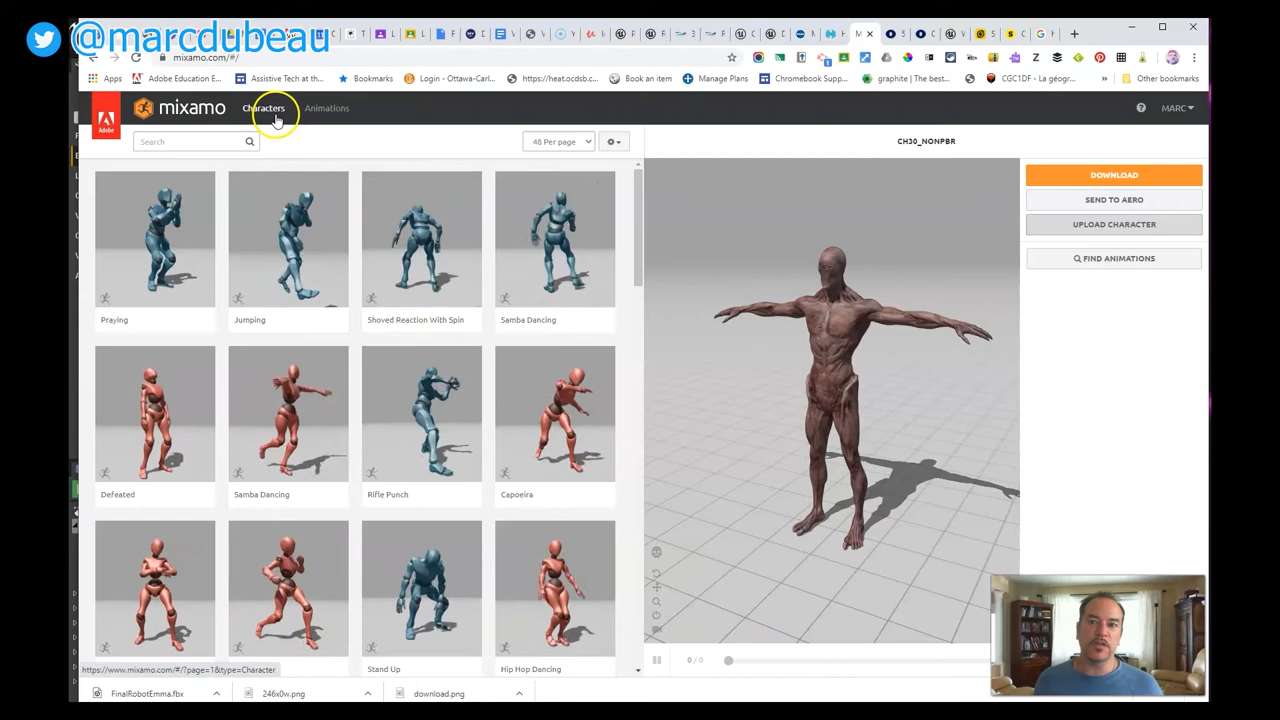 @marcdubeau
mixamo.com/#/
Apps
Adobe Education E...
Assistive Tech at th...
Bookmarks
Login - Ottawa-Carl...
https://heat.ocdsb.c...
Book an item
Manage Plans
Chromebook Supp...
graphite | The best...
CGC1DF - La géogr...
Other bookmarks
Adobe
mixamo
Characters
Animations
MARC
Search
48 Per page
CH30_NONPBR
DOWNLOAD
SEND TO AERO
UPLOAD CHARACTER
FIND ANIMATIONS
Praying
Jumping
Shoved Reaction With Spin
Samba Dancing
Defeated
Samba Dancing
Rifle Punch
Capoeira
Stand Up
Hip Hop Dancing
0 / 0
https://www.mixamo.com/#/?page=1&type=Character
FinalRobotEmma.fbx
246x0w.png
download.png